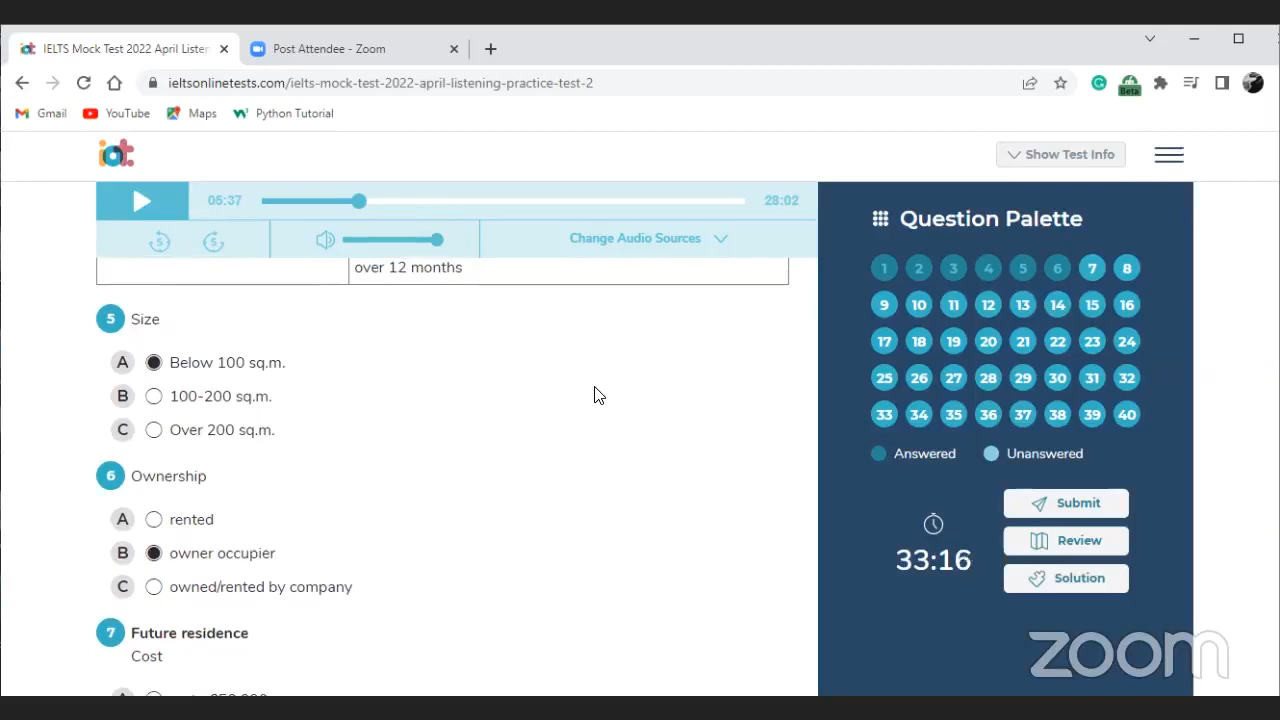 IELTS Mock Test 2022 April Listen
Post Attendee - Zoom
ieltsonlinetests.com/ielts-mock-test-2022-april-listening-practice-test-2
Beta
Gmail
YouTube
Maps
Python Tutorial
iot.
Show Test Info
05:37
28:02
5
5
Change Audio Sources
over 12 months
5 Size
A Below 100 sq.m.
B 100-200 sq.m.
C Over 200 sq.m.
6 Ownership
A rented
B owner occupier
C owned/rented by company
7 Future residence
Cost
Question Palette
1 2 3 4 5 6 7 8
9 10 11 12 13 14 15 16
17 18 19 20 21 22 23 24
25 26 27 28 29 30 31 32
33 34 35 36 37 38 39 40
Answered
Unanswered
33:16
Submit
Review
Solution
zoom